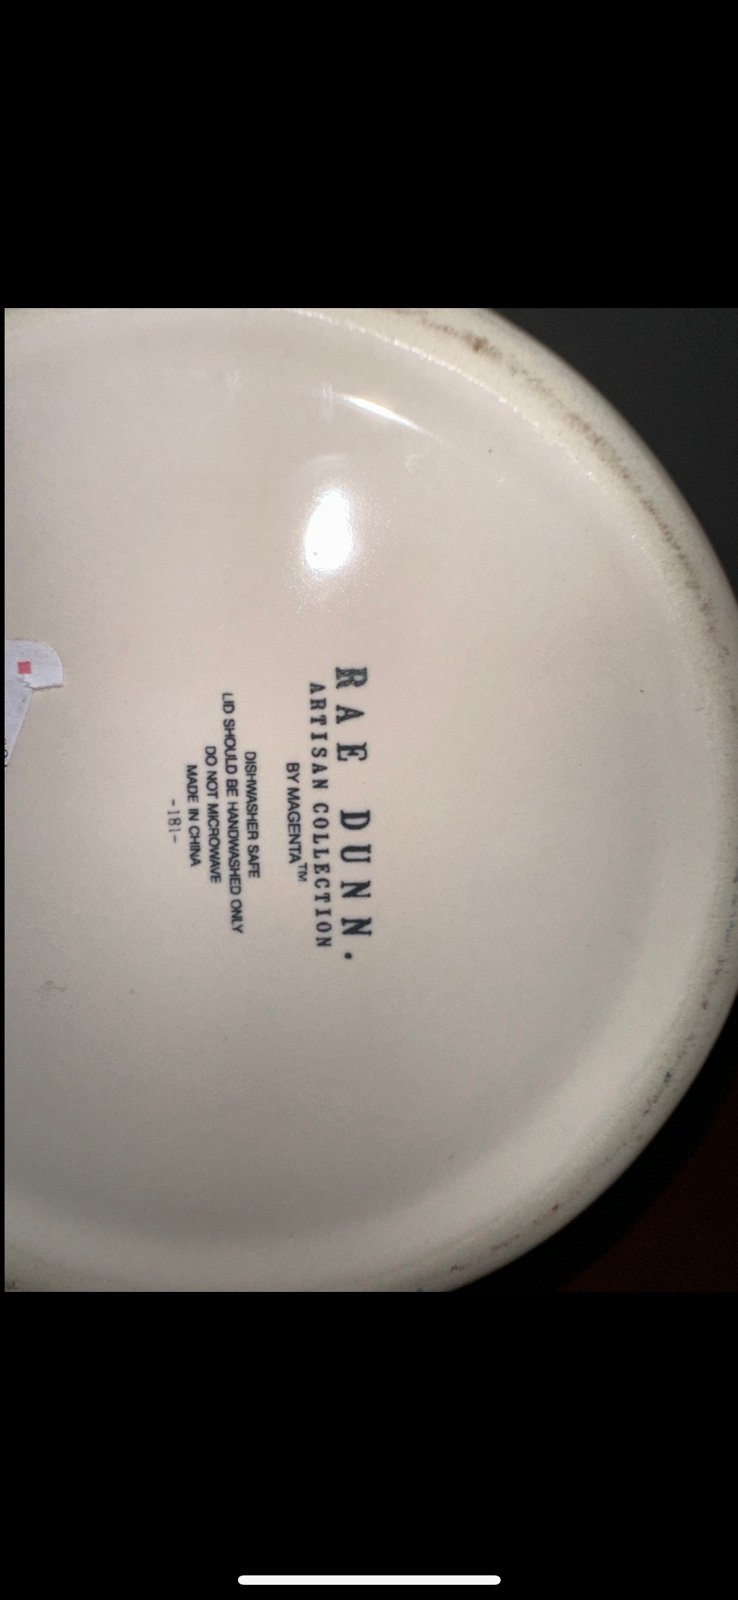 RAE DUNN.
ARTISAN COLLECTION
BY MAGENTA™
DISHWASHER SAFE
LID SHOULD BE HANDWASHED ONLY
DO NOT MICROWAVE
MADE IN CHINA
-181-